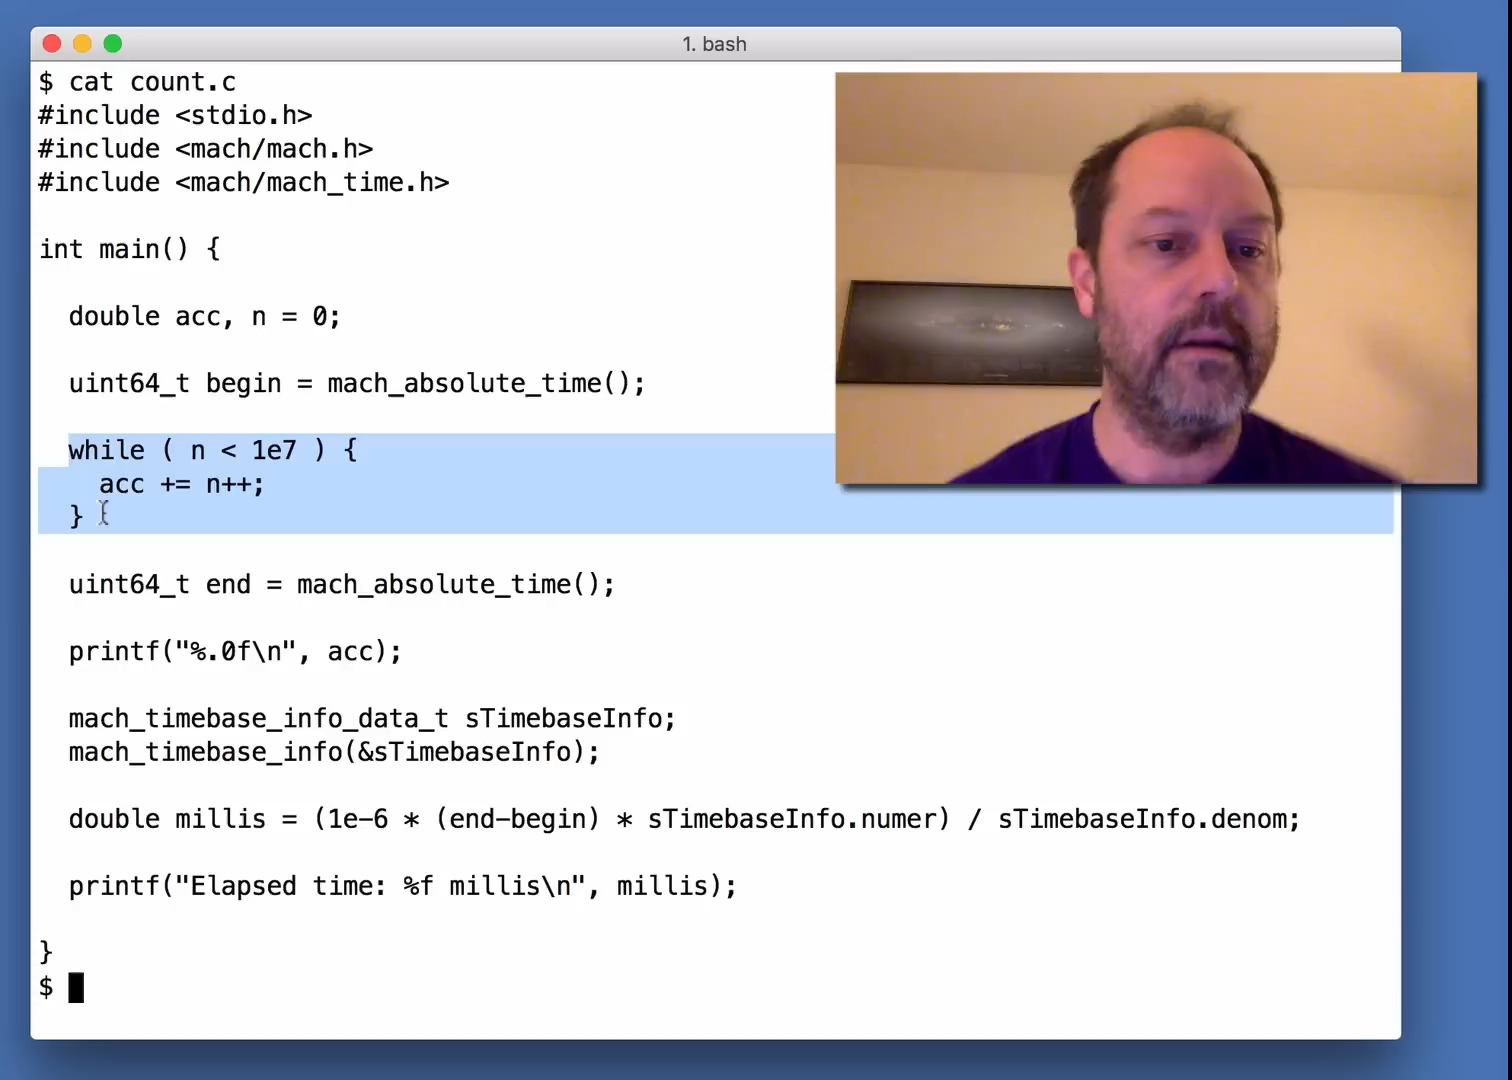 1. bash
$ cat count.c
#include <stdio.h>
#include <mach/mach.h>
#include <mach/mach_time.h>
int main() {
double acc, n = 0;
uint64_t begin = mach_absolute_time();
while ( n < 1e7 ) {
acc += n++;
}
uint64_t end = mach_absolute_time();
printf("%.0f\n", acc);
mach_timebase_info_data_t sTimebaseInfo;
mach_timebase_info(&sTimebaseInfo);
double millis = (1e-6 * (end-begin) * sTimebaseInfo.numer) / sTimebaseInfo.denom;
printf("Elapsed time: %f millis\n", millis);
}
$